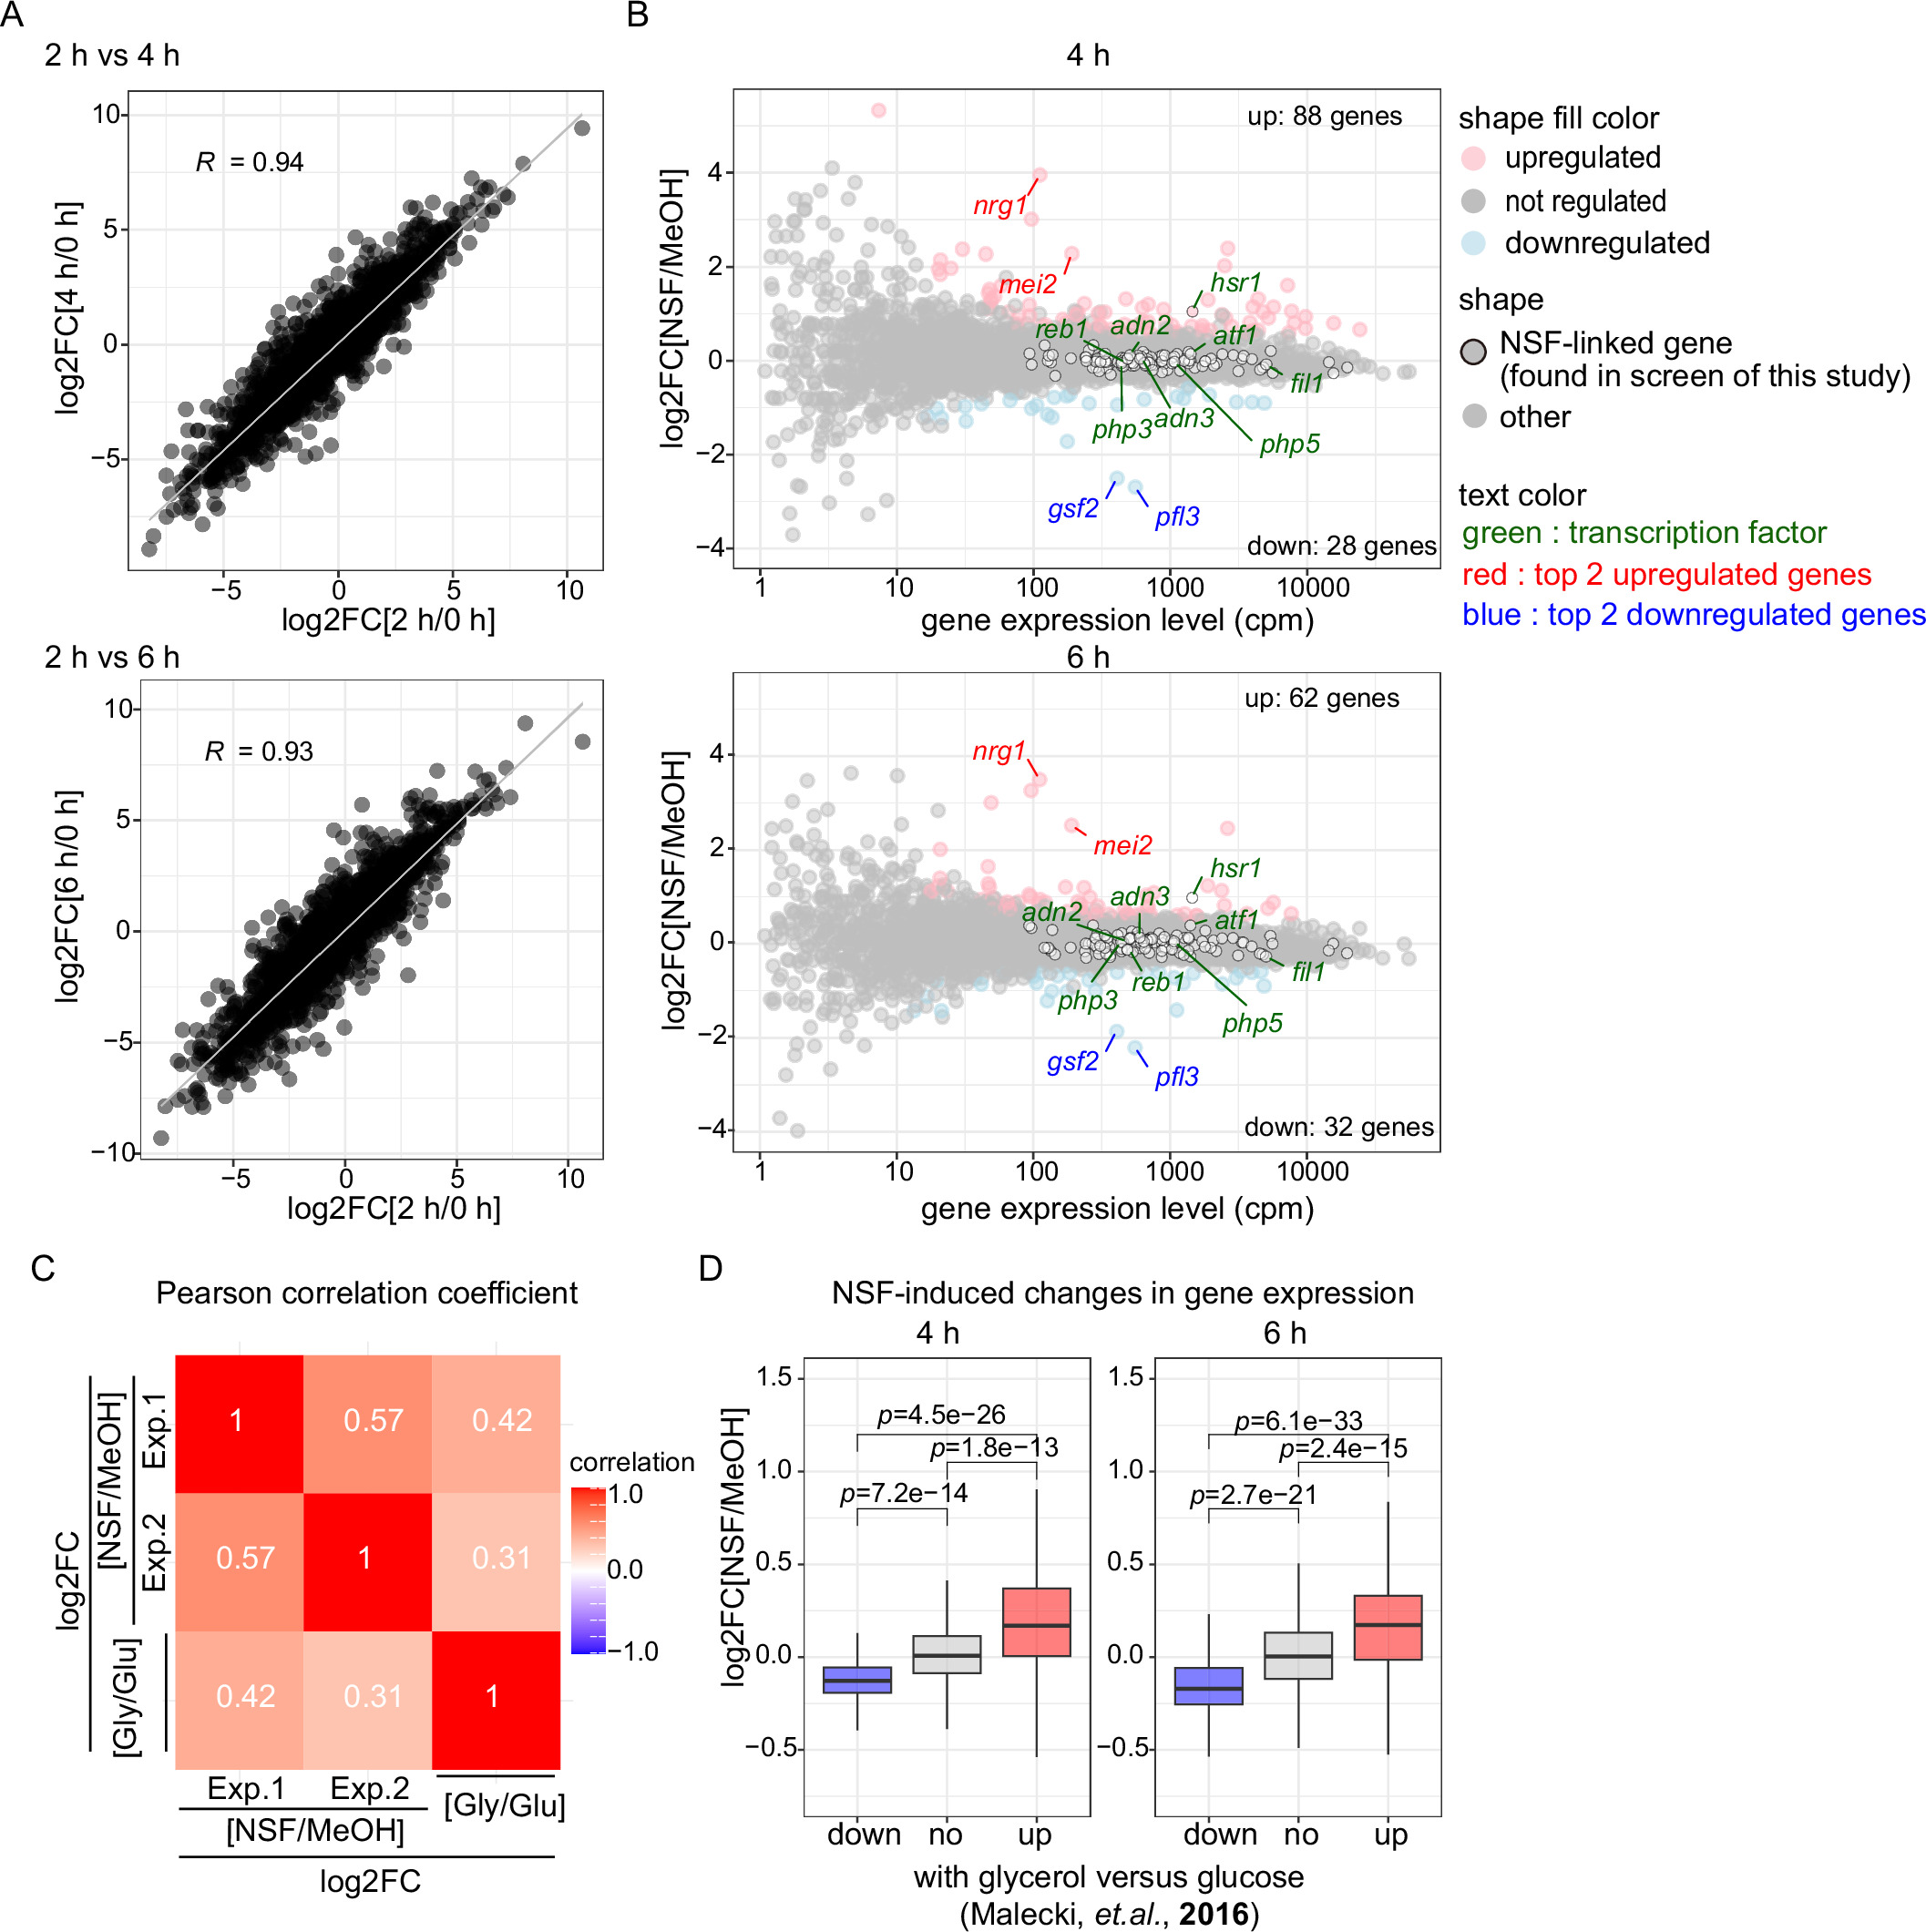 A
2 h vs 4 h
R = 0.94
10
5
0
−5
−5
0
5
10
log2FC[4 h/0 h]
log2FC[2 h/0 h]
2 h vs 6 h
R = 0.93
10
5
0
−5
−10
−5
0
5
10
log2FC[6 h/0 h]
log2FC[2 h/0 h]
B
4 h
up: 88 genes
nrg1
mei2
hsr1
reb1
adn2
atf1
fil1
php3
adn3
php5
gsf2
pfl3
down: 28 genes
4
2
0
−2
−4
1
10
100
1000
10000
log2FC[NSF/MeOH]
gene expression level (cpm)
6 h
up: 62 genes
nrg1
mei2
hsr1
adn3
adn2
atf1
fil1
reb1
php3
php5
gsf2
pfl3
down: 32 genes
4
2
0
−2
−4
1
10
100
1000
10000
log2FC[NSF/MeOH]
gene expression level (cpm)
shape fill color
upregulated
not regulated
downregulated
shape
NSF-linked gene
(found in screen of this study)
other
text color
green : transcription factor
red : top 2 upregulated genes
blue : top 2 downregulated genes
C
Pearson correlation coefficient
1
0.57
0.42
0.57
1
0.31
0.42
0.31
1
log2FC
[NSF/MeOH]
Exp.1
Exp.2
[Gly/Glu]
Exp.1
Exp.2
[Gly/Glu]
[NSF/MeOH]
log2FC
correlation
1.0
0.0
−1.0
D
NSF-induced changes in gene expression
4 h
6 h
log2FC[NSF/MeOH]
1.5
1.0
0.5
0.0
−0.5
p=4.5e−26
p=1.8e−13
p=7.2e−14
down
no
up
1.5
1.0
0.5
0.0
−0.5
p=6.1e−33
p=2.4e−15
p=2.7e−21
down
no
up
with glycerol versus glucose
(Malecki, et.al., 2016)